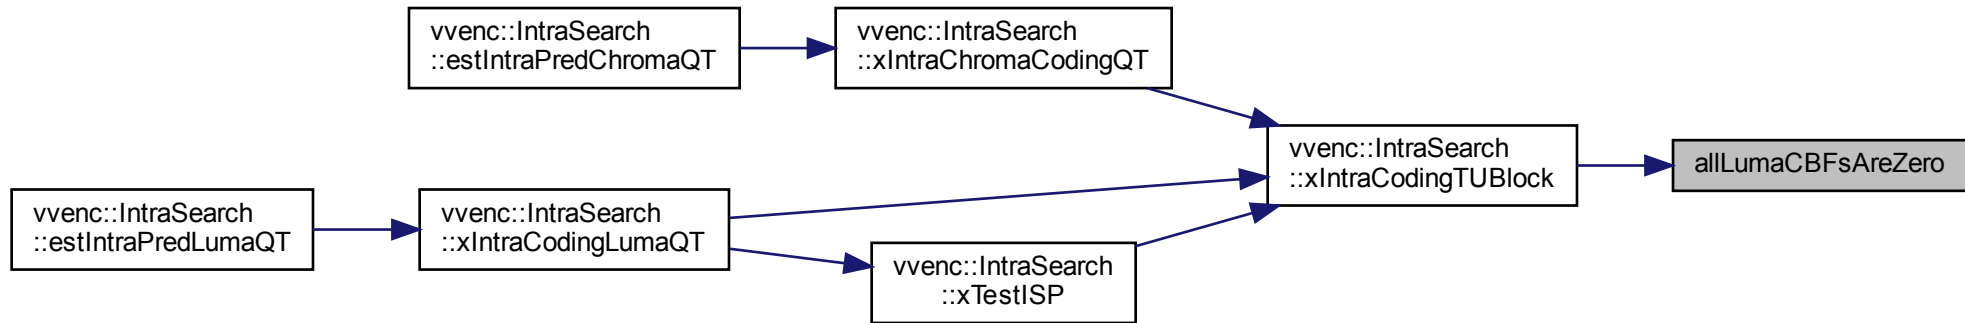 vvenc::IntraSearch
::estIntraPredChromaQT
vvenc::IntraSearch
::xIntraChromaCodingQT
vvenc::IntraSearch
::xIntraCodingTUBlock
allLumaCBFsAreZero
vvenc::IntraSearch
::estIntraPredLumaQT
vvenc::IntraSearch
::xIntraCodingLumaQT
vvenc::IntraSearch
::xTestISP